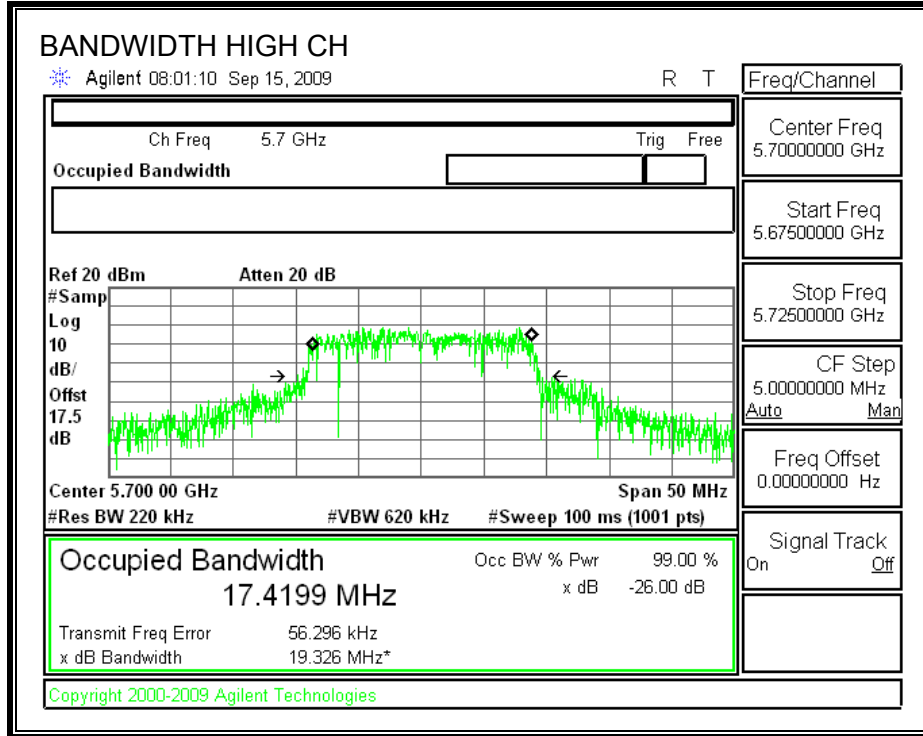 BANDWIDTH HIGH CH
Agilent 08:01:10 Sep 15, 2009 R T
Freq/Channel
Ch Freq 5.7 GHz Trig Free
Occupied Bandwidth
Center Freq
5.70000000 GHz
Start Freq
5.67500000 GHz
Stop Freq
5.72500000 GHz
CF Step
5.00000000 MHz
Auto Man
Freq Offset
0.00000000 Hz
Signal Track
On Off
Ref 20 dBm Atten 20 dB
#Samp
Log
10
dB/
Offst
17.5
dB
Center 5.700 00 GHz Span 50 MHz
#Res BW 220 kHz #VBW 620 kHz #Sweep 100 ms (1001 pts)
Occupied Bandwidth
17.4199 MHz
Occ BW % Pwr 99.00 %
x dB -26.00 dB
Transmit Freq Error 56.296 kHz
x dB Bandwidth 19.326 MHz*
Copyright 2000-2009 Agilent Technologies